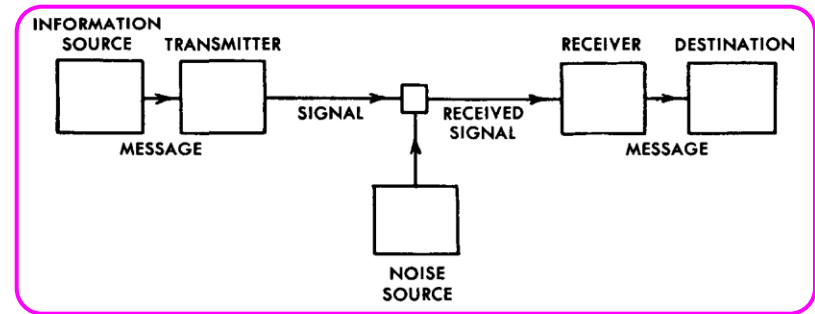 INFORMATION
SOURCE
TRANSMITTER
RECEIVER
DESTINATION
SIGNAL
RECEIVED
SIGNAL
MESSAGE
MESSAGE
NOISE
SOURCE